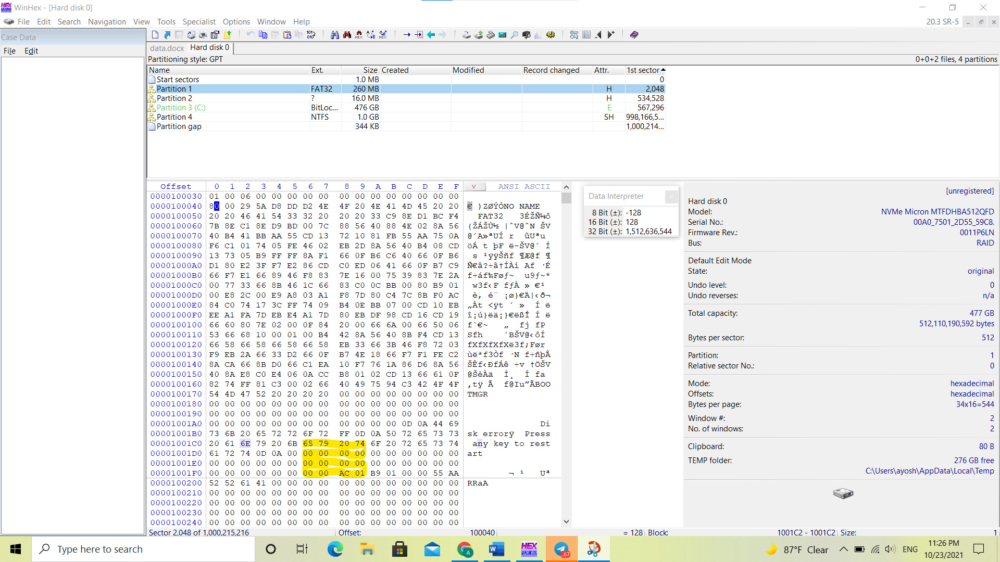 WinHex - [Hard disk 0]
File Edit Search Navigation View Tools Specialist Options Window Help
20.3 SR-5
Case Data
File Edit
data.docx Hard disk 0
Partitioning style: GPT
0+0+2 files, 4 partitions
Name Ext. Size Created Modified Record changed Attr. 1st sector
Start sectors 1.0 MB 0
Partition 1 FAT32 260 MB H 2,048
Partition 2 ? 16.0 MB H 534,528
Partition 3 (C:) BitLoc... 476 GB E 567,296
Partition 4 NTFS 1.0 GB SH 998,166,5...
Partition gap 344 KB 1,000,214...
Offset 0 1 2 3 4 5 6 7 8 9 A B C D E F ANSI ASCII
0000100030 01 00 06 00 00 00 00 00 00 00 00 00 00 00 00 00
0000100040 80 00 29 5A D8 DD D2 4E 4F 20 4E 41 4D 45 20 20 € )ZØÝÒNO NAME
0000100050 20 20 46 41 54 33 32 20 20 20 33 C9 8E D1 BC F4 FAT32 3ÉŽÑ¼ô
0000100060 7B 8E C1 8E D9 BD 00 7C 88 56 40 88 4E 02 8A 56 {ŽÁŽÙ½ |ˆV@ˆN ŠV
0000100070 40 B4 41 BB AA 55 CD 13 72 10 81 FB 55 AA 75 0A @´A»ªUÍ r ûUªu
0000100080 F6 C1 01 74 05 FE 46 02 EB 2D 8A 56 40 B4 08 CD öÁ t þF ë-ŠV@´ Í
0000100090 13 73 05 B9 FF FF 8A F1 66 0F B6 C6 40 66 0F B6 s ¹ÿÿŠñf ¶Æ@f ¶
00001000A0 D1 80 E2 3F F7 E2 86 CD C0 ED 06 41 66 0F B7 C9 Ñ€â?÷â†ÍÀí Af ·É
00001000B0 66 F7 E1 66 89 46 F8 83 7E 16 00 75 39 83 7E 2A f÷áf‰Føƒ~ u9ƒ~*
00001000C0 00 77 33 66 8B 46 1C 66 83 C0 0C BB 00 80 B9 01 w3f‹F fƒÀ » €¹
00001000D0 00 E8 2C 00 E9 A8 03 A1 F8 7D 80 C4 7C 8B F0 AC è, é¨ ¡ø}€Ä|‹ð¬
00001000E0 84 C0 74 17 3C FF 74 09 B4 0E BB 07 00 CD 10 EB „Àt <ÿt ´ » Í ë
00001000F0 EE A1 FA 7D EB E4 A1 7D 80 EB DF 98 CD 16 CD 19 î¡ú}ëä¡}€ëß˜Í Í
0000100100 66 60 80 7E 02 00 0F 84 20 00 66 6A 00 66 50 06 f`€~ „ fj fP
0000100110 53 66 68 10 00 01 00 B4 42 8A 56 40 8B F4 CD 13 Sfh ´BŠV@‹ôÍ
0000100120 66 58 66 58 66 58 66 58 EB 33 66 3B 46 F8 72 03 fXfXfXfXë3f;Før
0000100130 F9 EB 2A 66 33 D2 66 0F B7 4E 18 66 F7 F1 FE C2 ùë*f3Òf ·N f÷ñþÂ
0000100140 8A CA 66 8B D0 66 C1 EA 10 F7 76 1A 86 D6 8A 56 ŠÊf‹ÐfÁê ÷v †ÖŠV
0000100150 40 8A E8 C0 E4 06 0A CC B8 01 02 CD 13 66 61 0F @ŠèÀä Ì¸ Í fa
0000100160 82 74 FF 81 C3 00 02 66 40 49 75 94 C3 42 4F 4F ‚tÿ Ã f@Iu”ÃBOO
0000100170 54 4D 47 52 20 20 20 20 00 00 00 00 00 00 00 00 TMGR
0000100180 00 00 00 00 00 00 00 00 00 00 00 00 00 00 00 00
0000100190 00 00 00 00 00 00 00 00 00 00 00 00 00 00 00 00
00001001A0 00 00 00 00 00 00 00 00 00 00 00 00 0D 0A 44 69 Di
00001001B0 73 6B 20 65 72 72 6F 72 FF 0D 0A 50 72 65 73 73 sk errorÿ Press
00001001C0 20 61 6E 79 20 6B 65 79 20 74 6F 20 72 65 73 74 any key to rest
00001001D0 61 72 74 0D 0A 00 00 00 00 00 00 00 00 00 00 00 art
00001001E0 00 00 00 00 00 00 00 00 00 00 00 00 00 00 00 00
00001001F0 00 00 00 00 00 00 00 00 AC 01 B9 01 00 00 55 AA ¬ ¹ Uª
0000100200 52 52 61 41 00 00 00 00 00 00 00 00 00 00 00 00 RRaA
0000100210 00 00 00 00 00 00 00 00 00 00 00 00 00 00 00 00
0000100220 00 00 00 00 00 00 00 00 00 00 00 00 00 00 00 00
0000100230 00 00 00 00 00 00 00 00 00 00 00 00 00 00 00 00
0000100240 00 00 00 00 00 00 00 00 00 00 00 00 00 00 00 00
Data Interpreter
8 Bit (±): -128
16 Bit (±): 128
32 Bit (±): 1,512,636,544
[unregistered]
Hard disk 0
Model: NVMe Micron MTFDHBA512QFD
Serial No.: 00A0_7501_2D55_59C8.
Firmware Rev.: 0011P6LN
Bus: RAID
Default Edit Mode
State: original
Undo level: 0
Undo reverses: n/a
Total capacity: 477 GB
512,110,190,592 bytes
Bytes per sector: 512
Partition: 1
Relative sector No.: 0
Mode: hexadecimal
Offsets: hexadecimal
Bytes per page: 34x16=544
Window #: 2
No. of windows: 2
Clipboard: 80 B
TEMP folder: 276 GB free
C:\Users\ayosh\AppData\Local\Temp
Sector 2,048 of 1,000,215,216 Offset: 100040 = 128 Block: 1001C2 - 1001C2 Size: 1
Type here to search
HEX
..67
87°F Clear
ENG
11:26 PM
10/23/2021